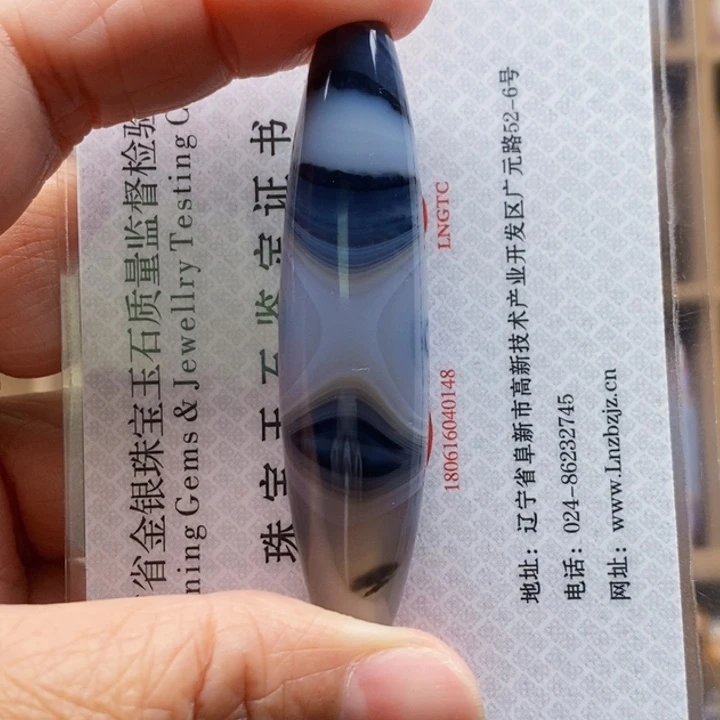 省金银珠宝玉石质量监督检验
ning Gems & Jewellry Testing C
珠宝玉石鉴定证书
180616040148
LNGTC
地址：辽宁省阜新市高新技术产业开发区广元路52-6号
电话：024-86232745
网址：www.Lnzbzjz.cn